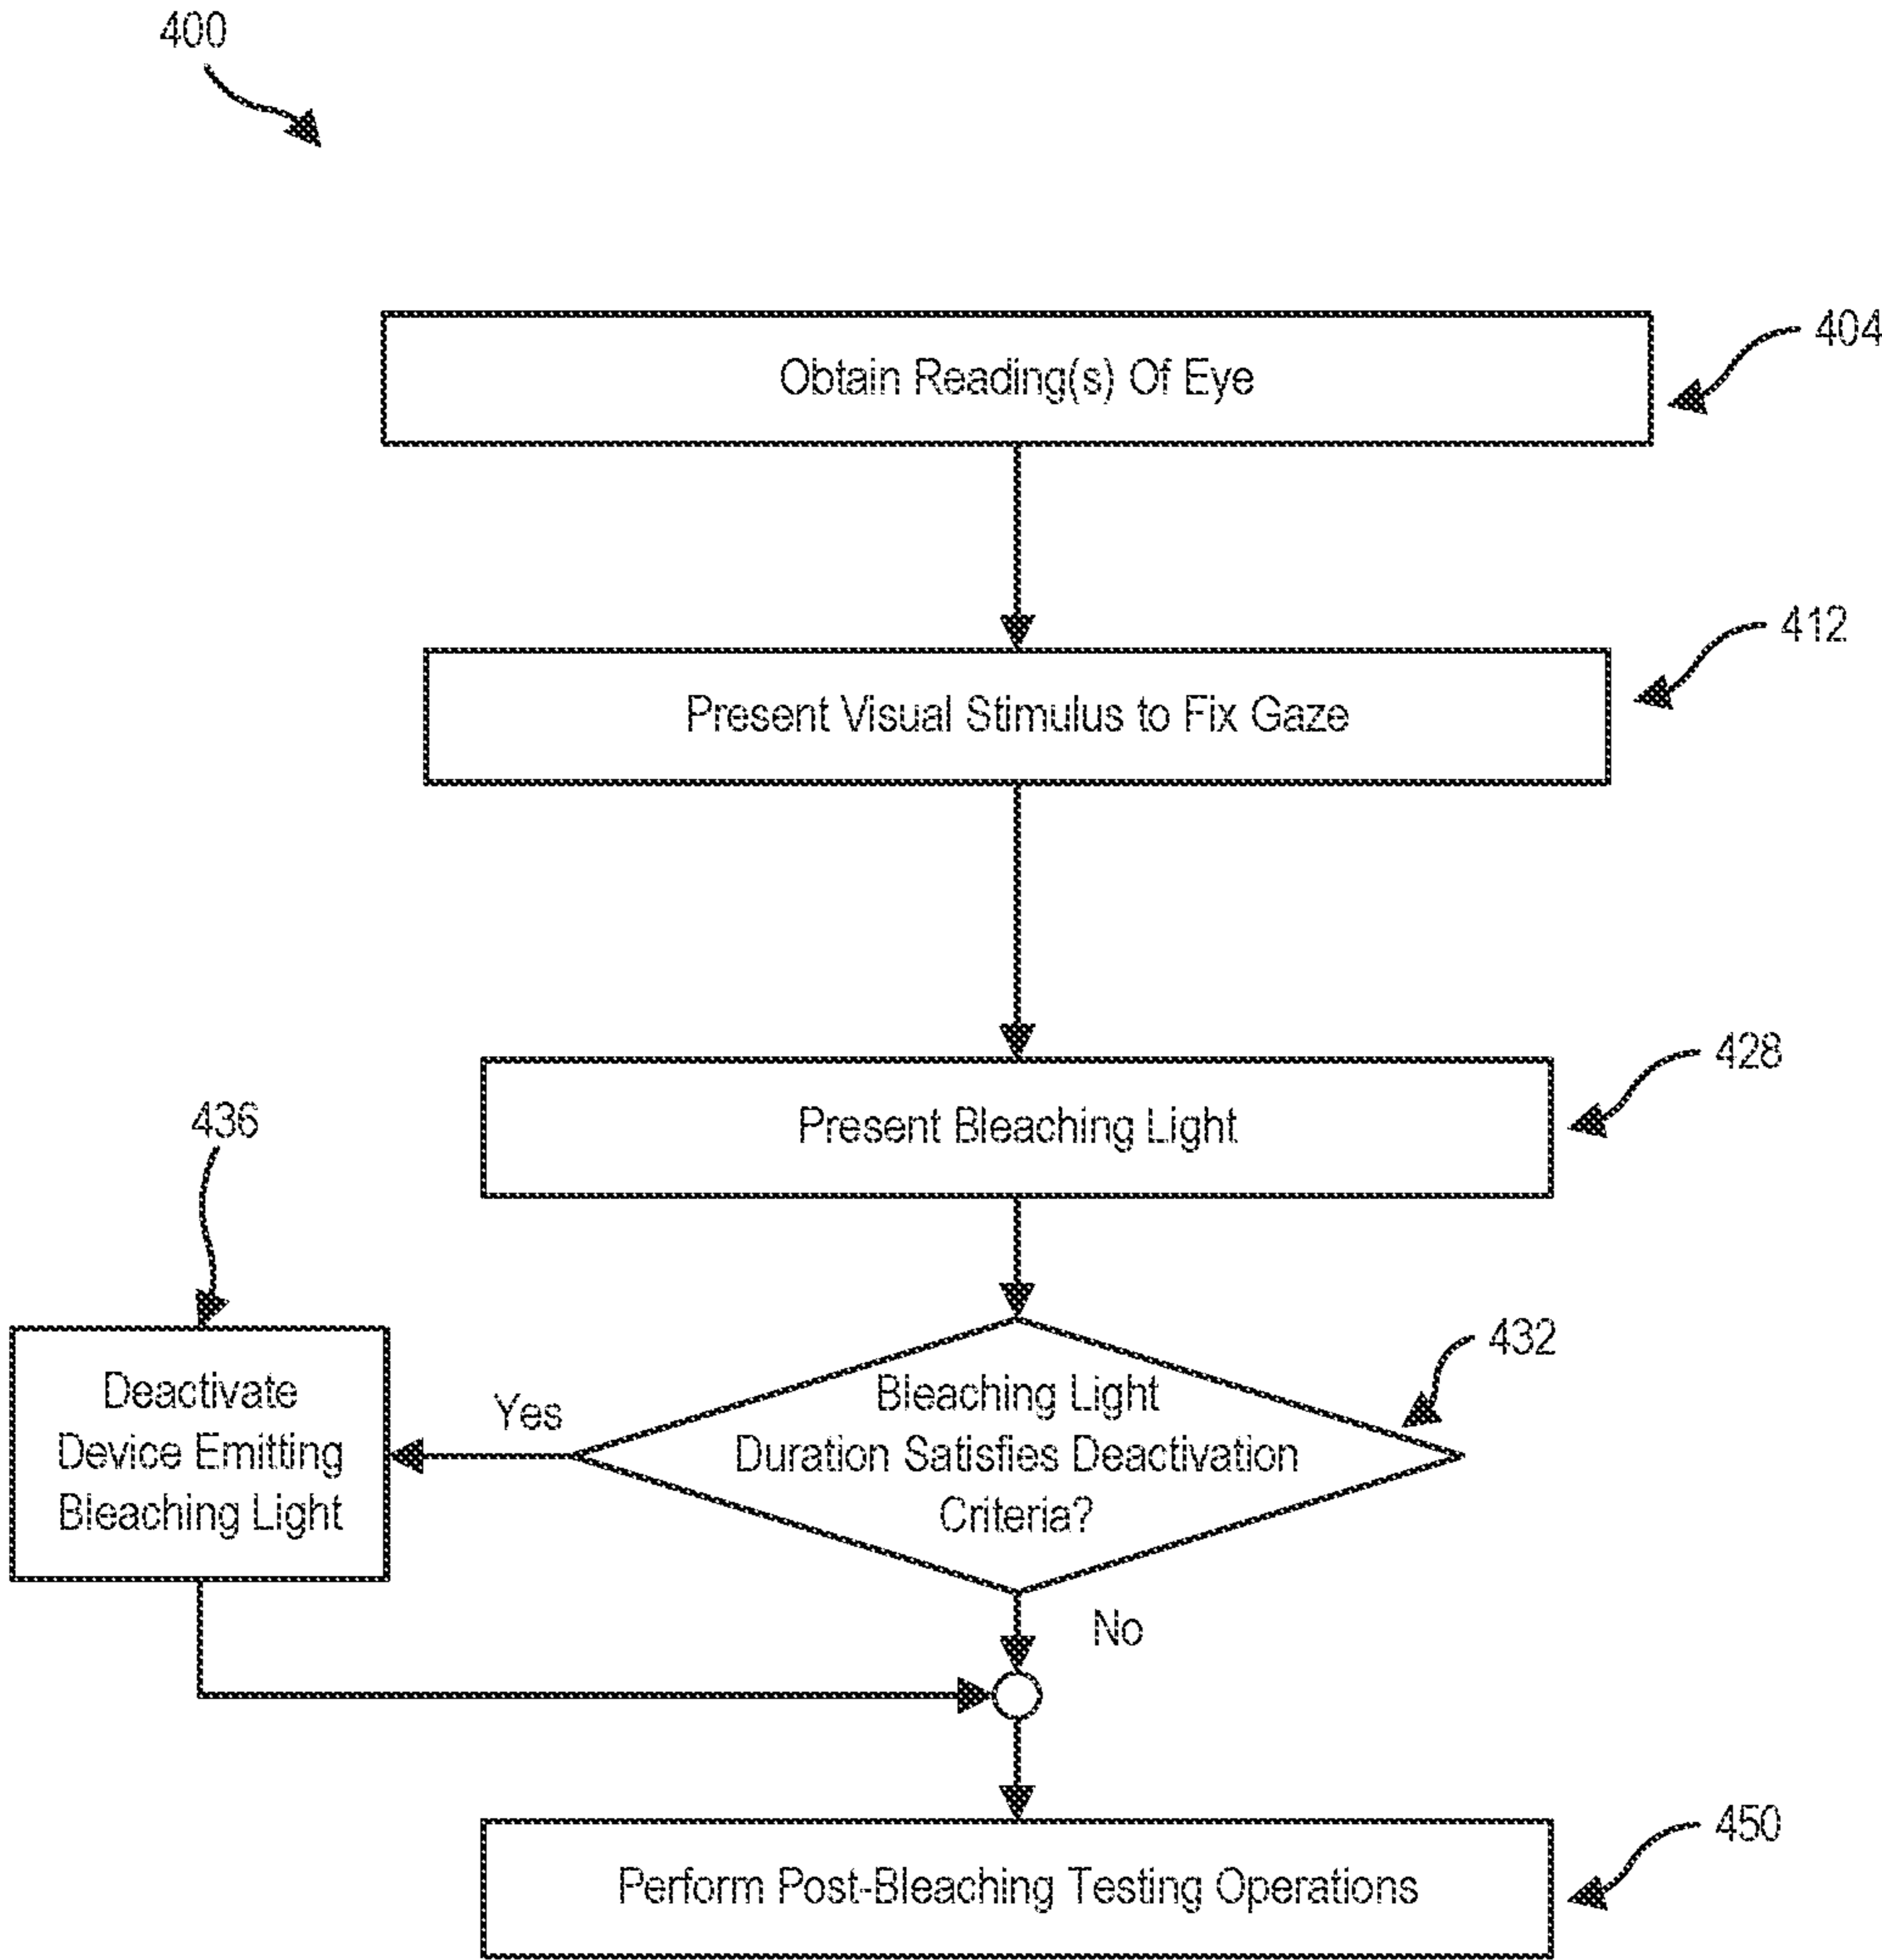 400
Obtain Reading(s) Of Eye
404
Present Visual Stimulus to Fix Gaze
412
Present Bleaching Light
428
436
Deactivate
Device Emitting
Bleaching Light
Yes
Bleaching Light
Duration Satisfies Deactivation
Criteria?
432
No
Perform Post-Bleaching Testing Operations
450